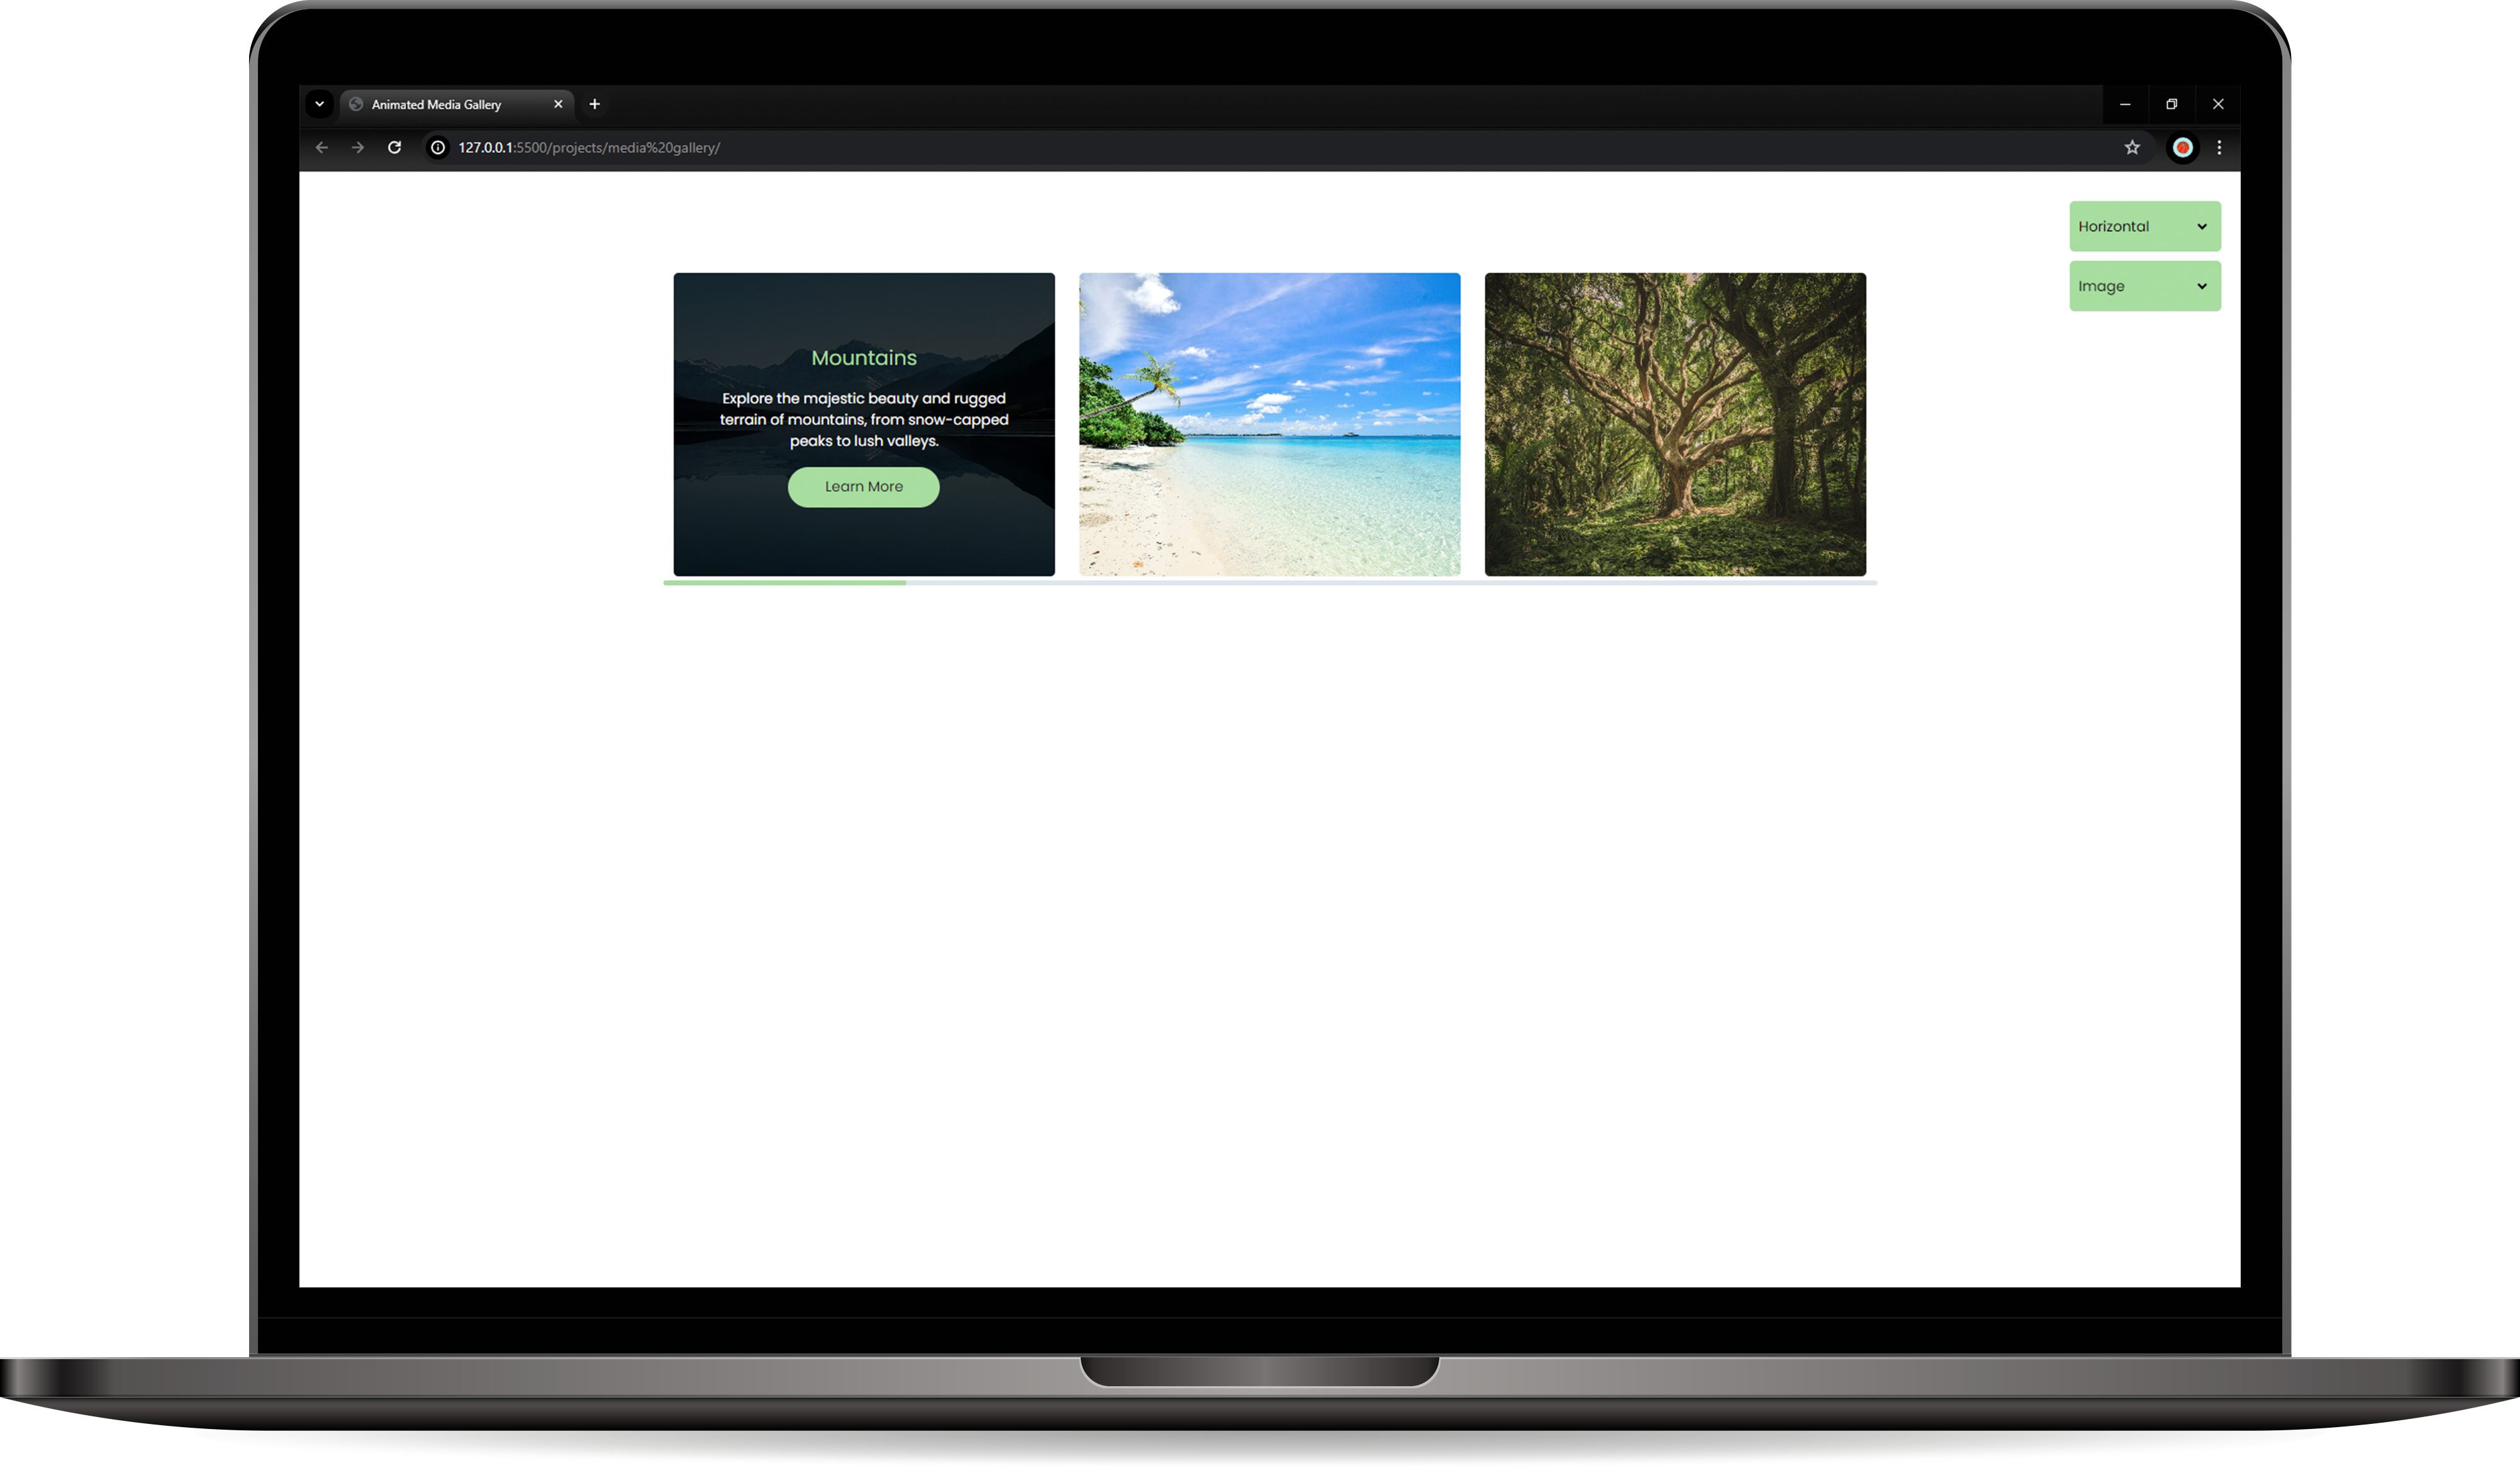 Animated Media Gallery
127.0.0.1:5500/projects/media%20gallery/
Horizontal
Image
Mountains
Explore the majestic beauty and rugged
terrain of mountains, from snow-capped
peaks to lush valleys.
Learn More